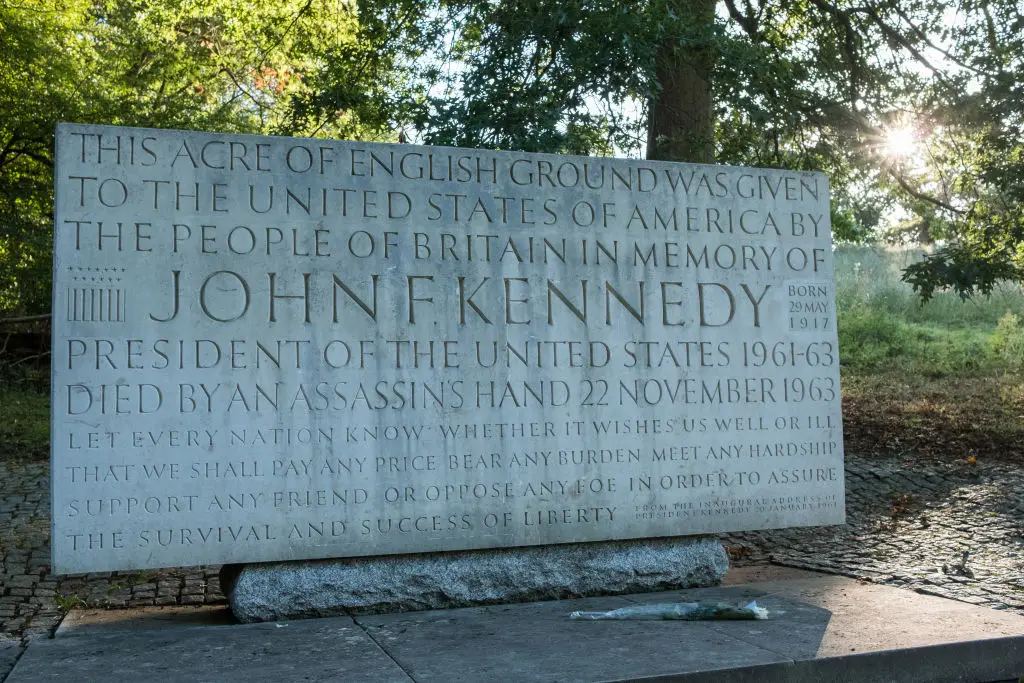 THIS ACRE OF ENGLISH GROUND WAS GIVEN
TO THE UNITED STATES OF AMERICA BY
THE PEOPLE OF BRITAIN IN MEMORY OF
JOHN F. KENNEDY
BORN
29 MAY
1917
PRESIDENT OF THE UNITED STATES 1961-63
DIED BY AN ASSASSIN'S HAND 22 NOVEMBER 1963
LET EVERY NATION KNOW WHETHER IT WISHES US WELL OR ILL
THAT WE SHALL PAY ANY PRICE BEAR ANY BURDEN MEET ANY HARDSHIP
SUPPORT ANY FRIEND OR OPPOSE ANY FOE IN ORDER TO ASSURE
THE SURVIVAL AND SUCCESS OF LIBERTY
FROM THE INAUGURAL ADDRESS OF
PRESIDENT KENNEDY 20 JANUARY 1961